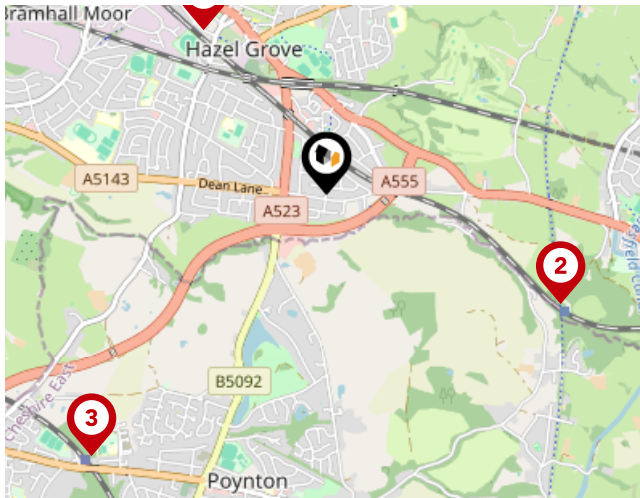 Bramhall Moor
Hazel Grove
A5143
Dean Lane
A555
A523
2
B5092
Cheshire East
3
Poynton